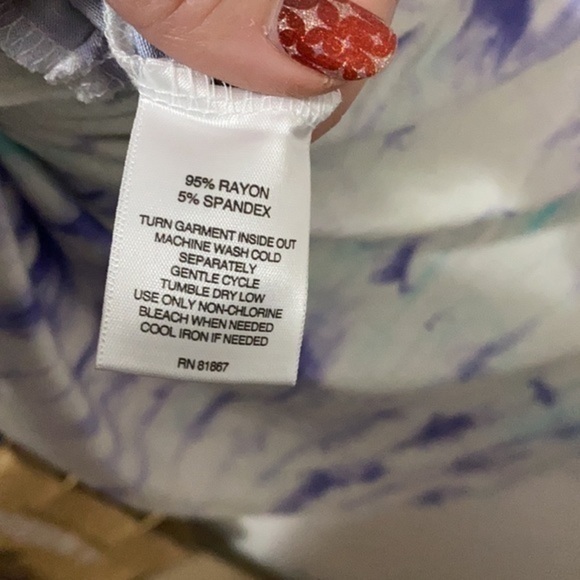 95% RAYON
5% SPANDEX
TURN GARMENT INSIDE OUT
MACHINE WASH COLD
SEPARATELY
GENTLE CYCLE
TUMBLE DRY LOW
USE ONLY NON-CHLORINE
BLEACH WHEN NEEDED
COOL IRON IF NEEDED
RN 81867